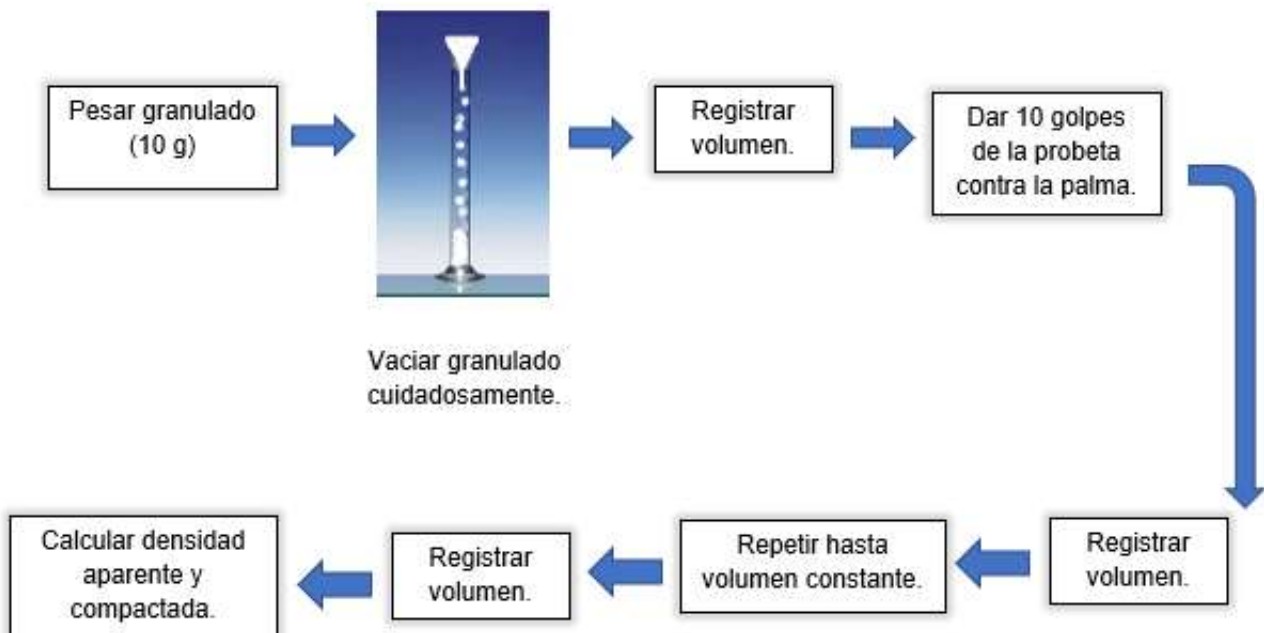 Pesar granulado
(10 g)
Vaciar granulado
cuidadosamente.
Registrar
volumen.
Dar 10 golpes
de la probeta
contra la palma.
Registrar
volumen.
Repetir hasta
volumen constante.
Registrar
volumen.
Calcular densidad
aparente y
compactada.